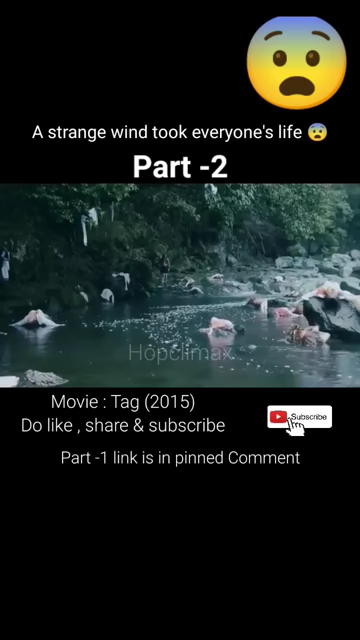 A strange wind took everyone's life 😨
Part -2
Hopclimax
Movie : Tag (2015)
Do like , share & subscribe
Subscribe
Part -1 link is in pinned Comment